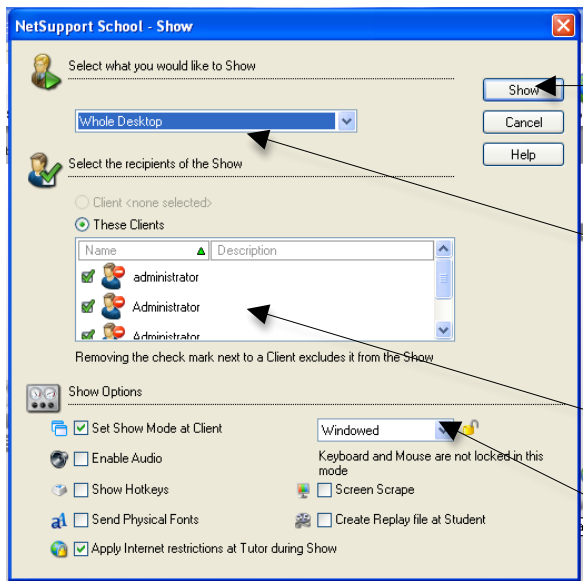 NetSupport School - Show
Select what you would like to Show
Show
Whole Desktop
Cancel
Help
Select the recipients of the Show
Client <none selected>
These Clients
Name Description
administrator
Administrator
Administrator
Removing the check mark next to a Client excludes it from the Show
Show Options
Set Show Mode at Client
Windowed
Enable Audio
Keyboard and Mouse are not locked in this
mode
Show Hotkeys
Screen Scrape
Send Physical Fonts
Create Replay file at Student
Apply Internet restrictions at Tutor during Show